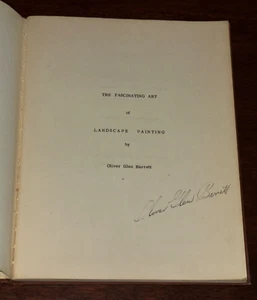 THE FASCINATING ART
of
LANDSCAPE PAINTING
by
Oliver Glen Barrett
Oliver Glen Barrett